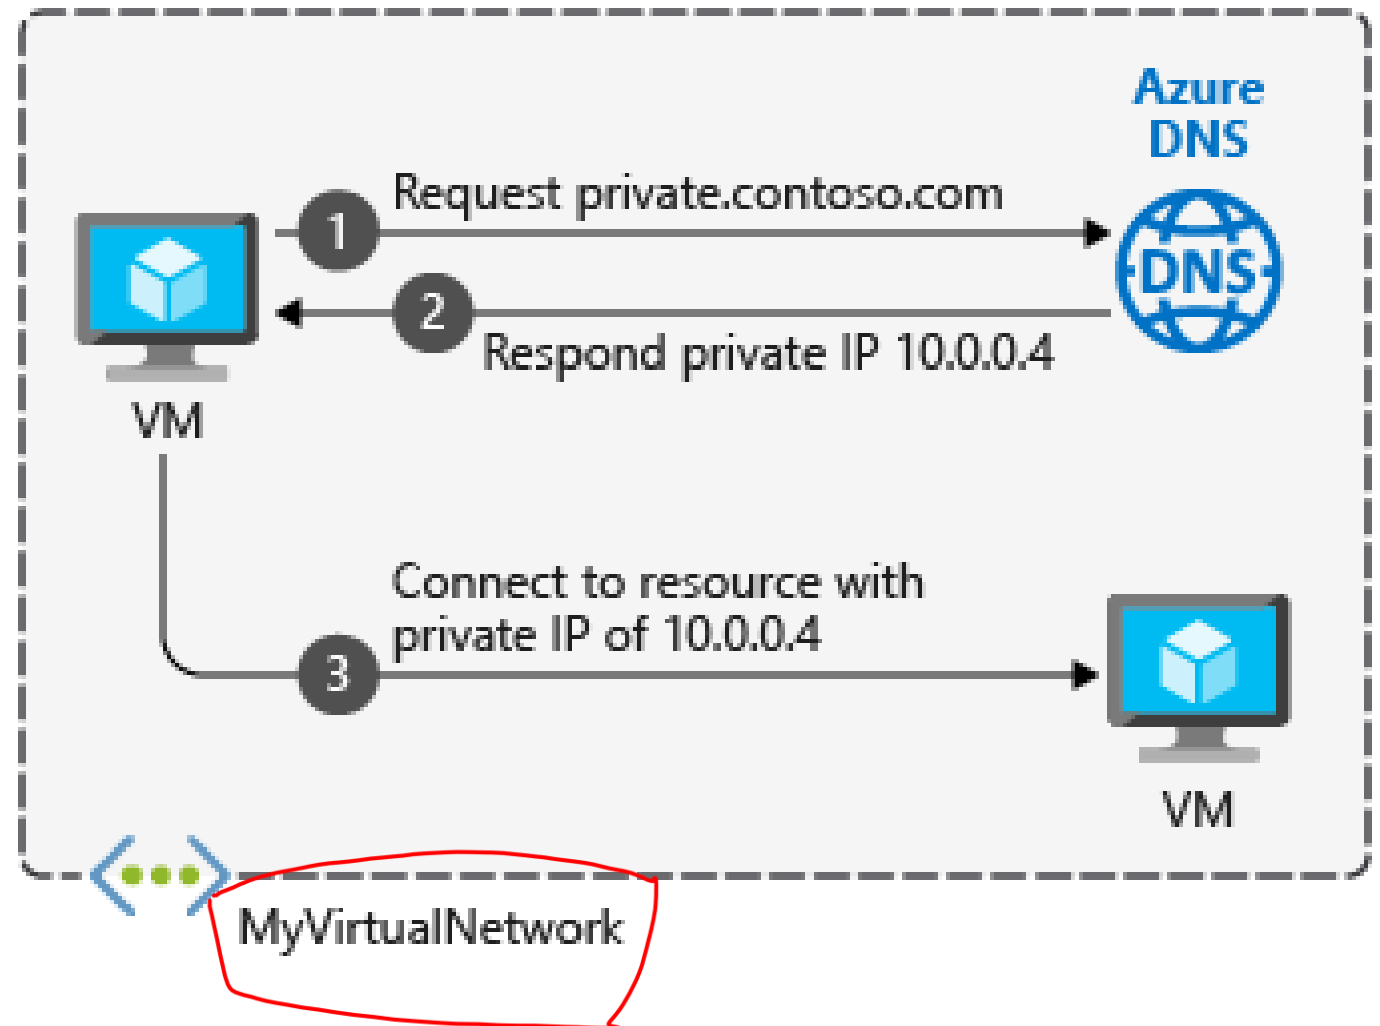 Azure
DNS
1
Request private.contoso.com
DNS
2
Respond private IP 10.0.0.4
VM
Connect to resource with
private IP of 10.0.0.4
3
VM
MyVirtualNetwork